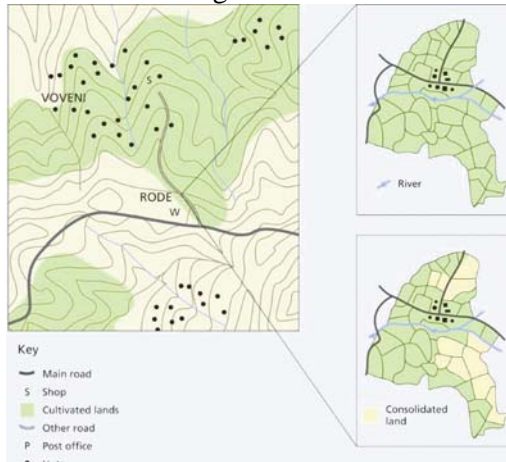 VOVENI
S
RODE
W
River
Key
Main road
S Shop
Cultivated lands
Other road
P Post office
Consolidated
land